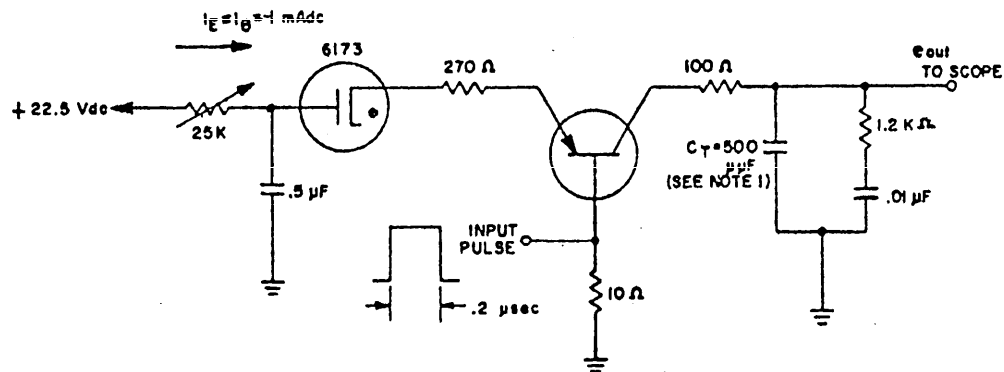 I_E = I_B = -1 mAdc
6173
270 Ω
100 Ω
e_out
TO SCOPE
+ 22.5 Vdc
25K
.5 µF
C_T = 500
µµF
(SEE NOTE 1)
1.2 K Ω
.01 µF
INPUT
PULSE
.2 µsec
10 Ω